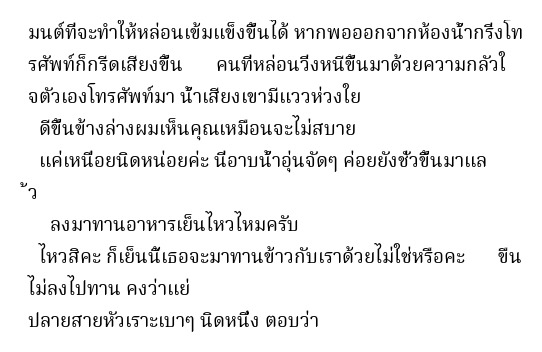 มนต์ที่จะทำให้หล่อนเข้มแข็งขึ้นได้ หากพอออกจากห้องน้ำกริ่งโท
รศัพท์ก็กรีดเสียงขึ้น คนที่หล่อนวิ่งหนีขึ้นมาด้วยความกลัวใ
จตัวเองโทรศัพท์มา น้ำเสียงเขามีแววห่วงใย
ดีขึ้นข้างล่างผมเห็นคุณเหมือนจะไม่สบาย
แค่เหนื่อยนิดหน่อยค่ะ นี่อาบน้ำอุ่นจัดๆ ค่อยยังชั่วขึ้นมาแล
้ว
ลงมาทานอาหารเย็นไหวไหมครับ
ไหวสิคะ ก็เย็นนี้เธอจะมาทานข้าวกับเราด้วยไม่ใช่หรือคะ ขืน
ไม่ลงไปทาน คงว่าแย่
ปลายสายหัวเราะเบาๆ นิดหนึ่ง ตอบว่า